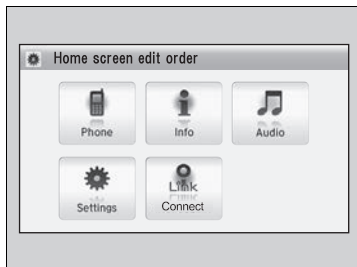 Home screen edit order
Phone
Info
Audio
Link
Settings
Connect